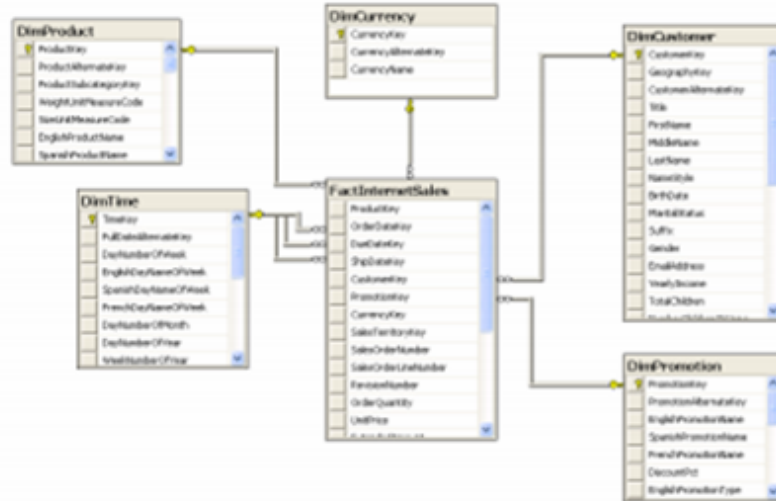 DimProduct
ProductKey
ProductAlternateKey
ProductSubcategoryKey
WeightUnitMeasureCode
SizeUnitMeasureCode
EnglishProductName
SpanishProductName
DimCurrency
CurrencyKey
CurrencyAlternateKey
CurrencyName
DimCustomer
CustomerKey
GeographyKey
CustomerAlternateKey
Title
FirstName
MiddleName
LastName
NameStyle
BirthDate
MaritalStatus
Suffix
Gender
EmailAddress
YearlyIncome
TotalChildren
DimTime
TimeKey
FullDateAlternateKey
DayNumberOfWeek
EnglishDayNameOfWeek
SpanishDayNameOfWeek
FrenchDayNameOfWeek
DayNumberOfMonth
DayNumberOfYear
WeekNumberOfYear
FactInternetSales
ProductKey
OrderDateKey
DueDateKey
ShipDateKey
CustomerKey
PromotionKey
CurrencyKey
SalesTerritoryKey
SalesOrderNumber
SalesOrderLineNumber
RevisionNumber
OrderQuantity
UnitPrice
DimPromotion
PromotionKey
PromotionAlternateKey
EnglishPromotionName
SpanishPromotionName
FrenchPromotionName
DiscountPct
EnglishPromotionType